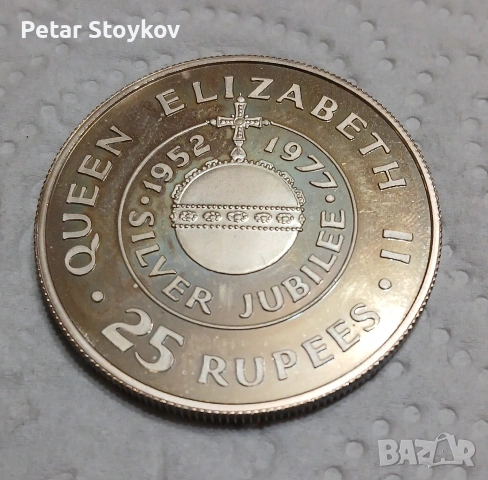 Petar Stoykov
QUEEN ELIZABETH II
· 1952 1977 ·
SILVER JUBILEE
· 25 RUPEES ·
BAZAR